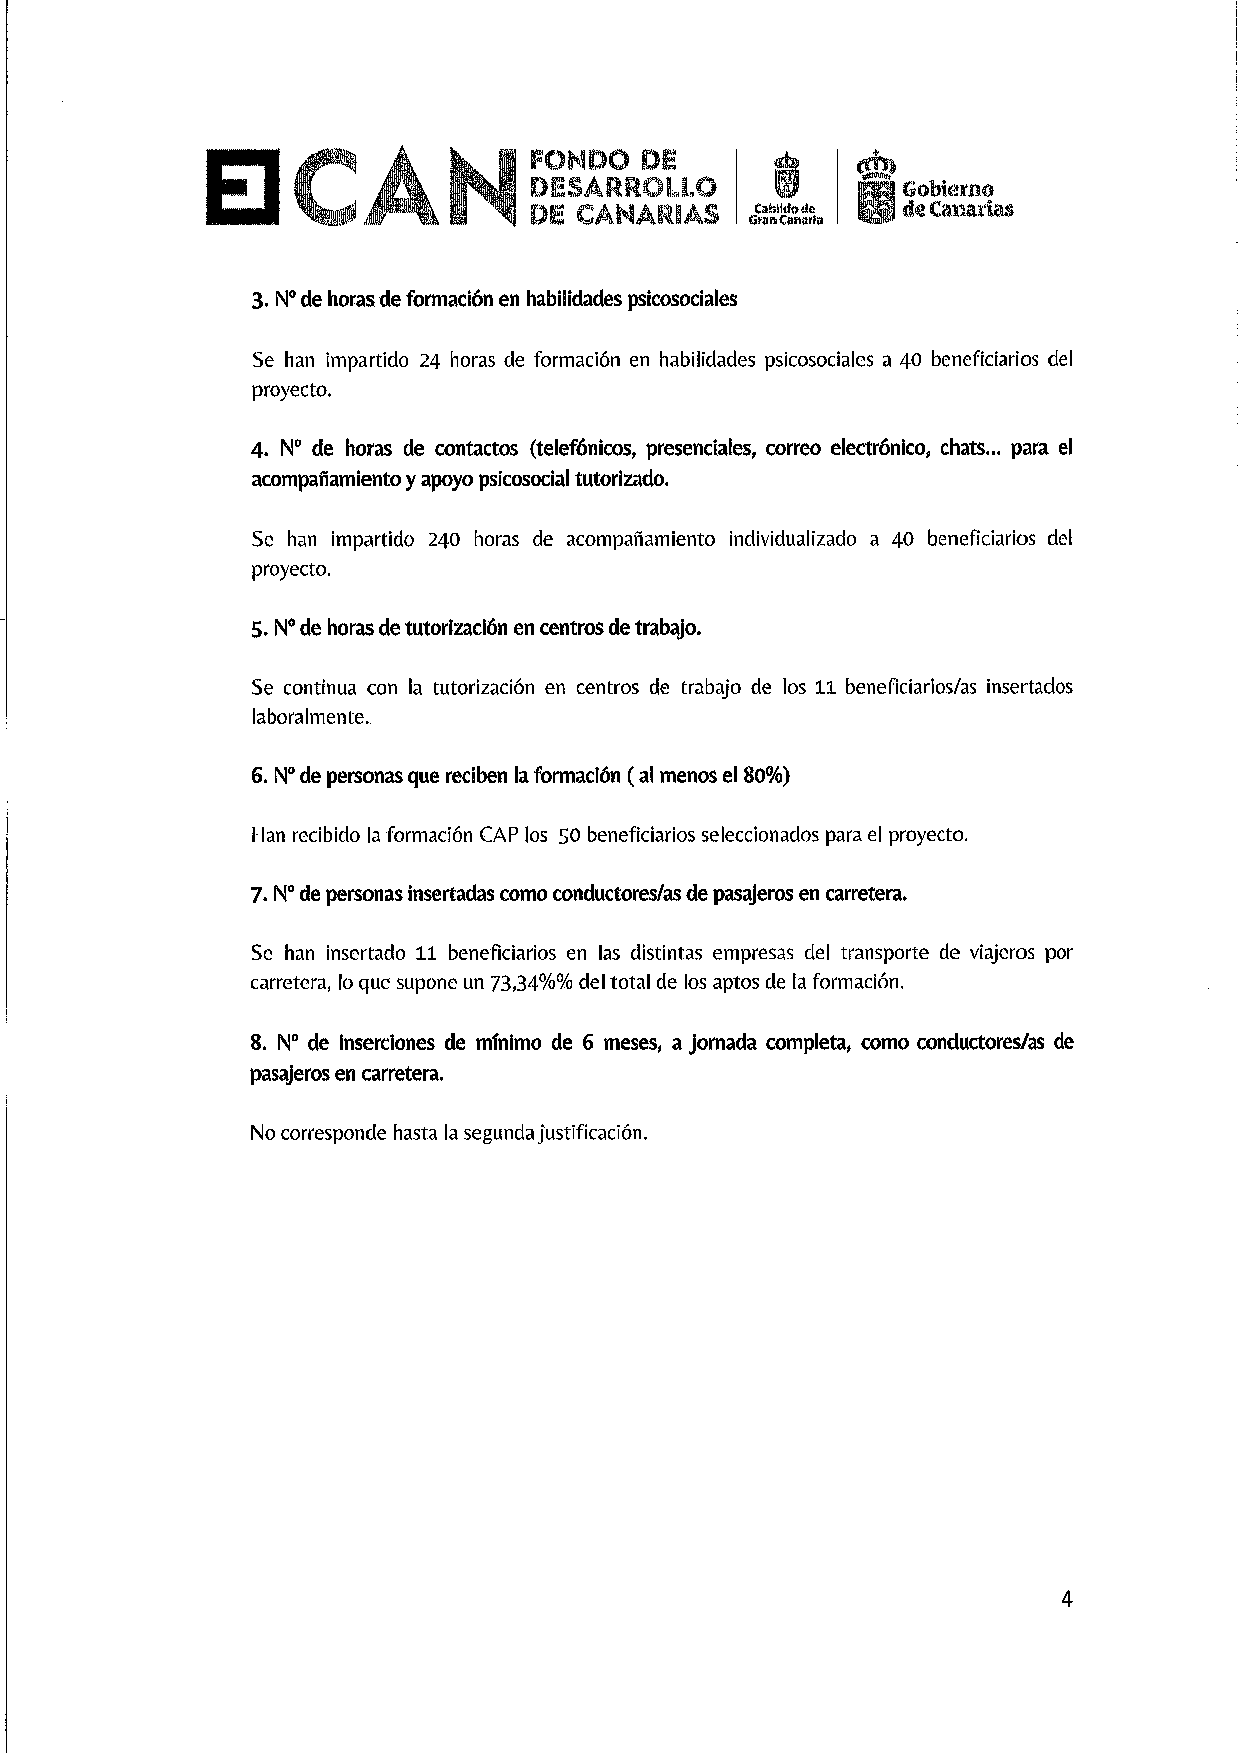 CAN FONDO DE
DESARROLLO
DE CANARIAS
Cabildo de
Gran Canaria
Gobierno
de Canarias
3. Nº de horas de formación en habilidades psicosociales
Se han impartido 24 horas de formación en habilidades psicosociales a 40 beneficiarios del
proyecto.
4. Nº de horas de contactos (telefónicos, presenciales, correo electrónico, chats... para el
acompañamiento y apoyo psicosocial tutorizado.
Se han impartido 240 horas de acompañamiento individualizado a 40 beneficiarios del
proyecto.
5. Nº de horas de tutorización en centros de trabajo.
Se continua con la tutorización en centros de trabajo de los 11 beneficiarios/as insertados
laboralmente.
6. Nº de personas que reciben la formación ( al menos el 80%)
Han recibido la formación CAP los 50 beneficiarios seleccionados para el proyecto.
7. Nº de personas insertadas como conductores/as de pasajeros en carretera.
Se han insertado 11 beneficiarios en las distintas empresas del transporte de viajeros por
carretera, lo que supone un 73,34%% del total de los aptos de la formación.
8. Nº de inserciones de mínimo de 6 meses, a jornada completa, como conductores/as de
pasajeros en carretera.
No corresponde hasta la segunda justificación.
4